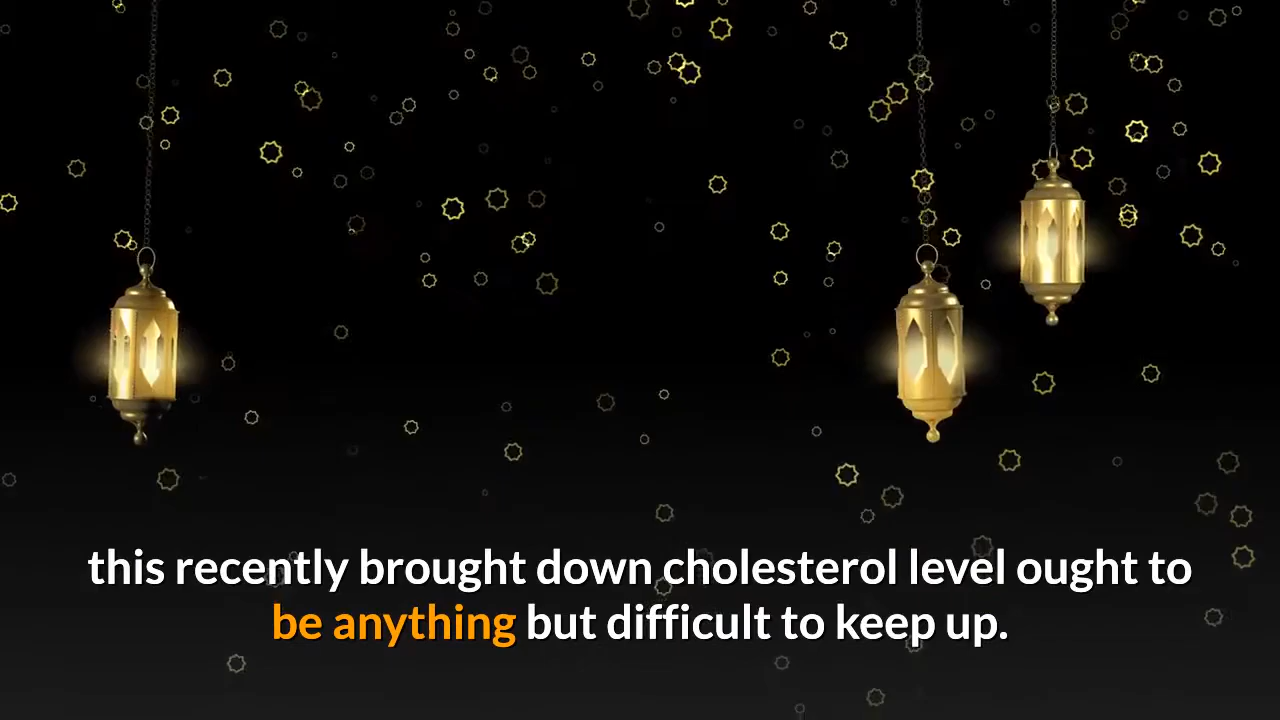 this recently brought down cholesterol level ought to
be anything but difficult to keep up.